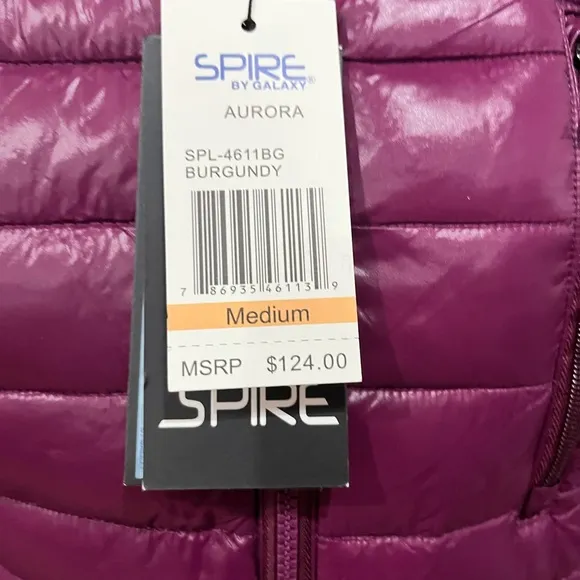 SPIRE
BY GALAXY®
AURORA
SPL-4611BG
BURGUNDY
7 86935 46113 9
Medium
MSRP $124.00
SPIRE